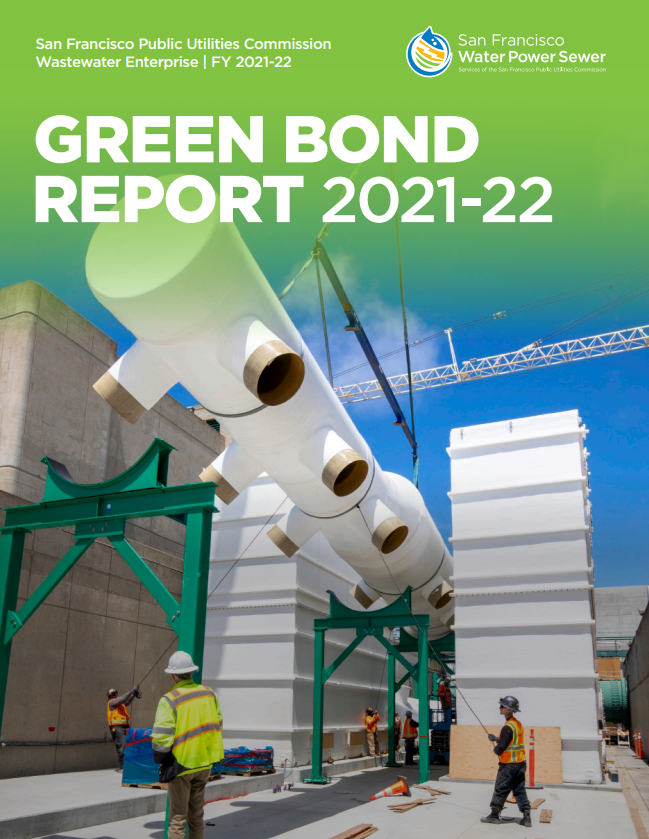 San Francisco Public Utilities Commission
Wastewater Enterprise | FY 2021-22
San Francisco
Water Power Sewer
Services of the San Francisco Public Utilities Commission
GREEN BOND
REPORT 2021-22